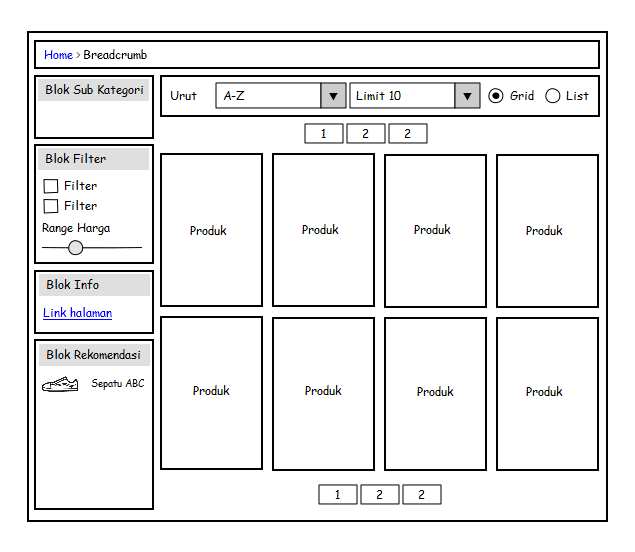 Home > Breadcrumb
Blok Sub Kategori
Urut A-Z ▼ Limit 10 ▼ Grid List
1 2 2
Blok Filter
Filter
Filter
Range Harga
Blok Info
Link halaman
Blok Rekomendasi
Sepatu ABC
Produk Produk Produk Produk
Produk Produk Produk Produk
1 2 2